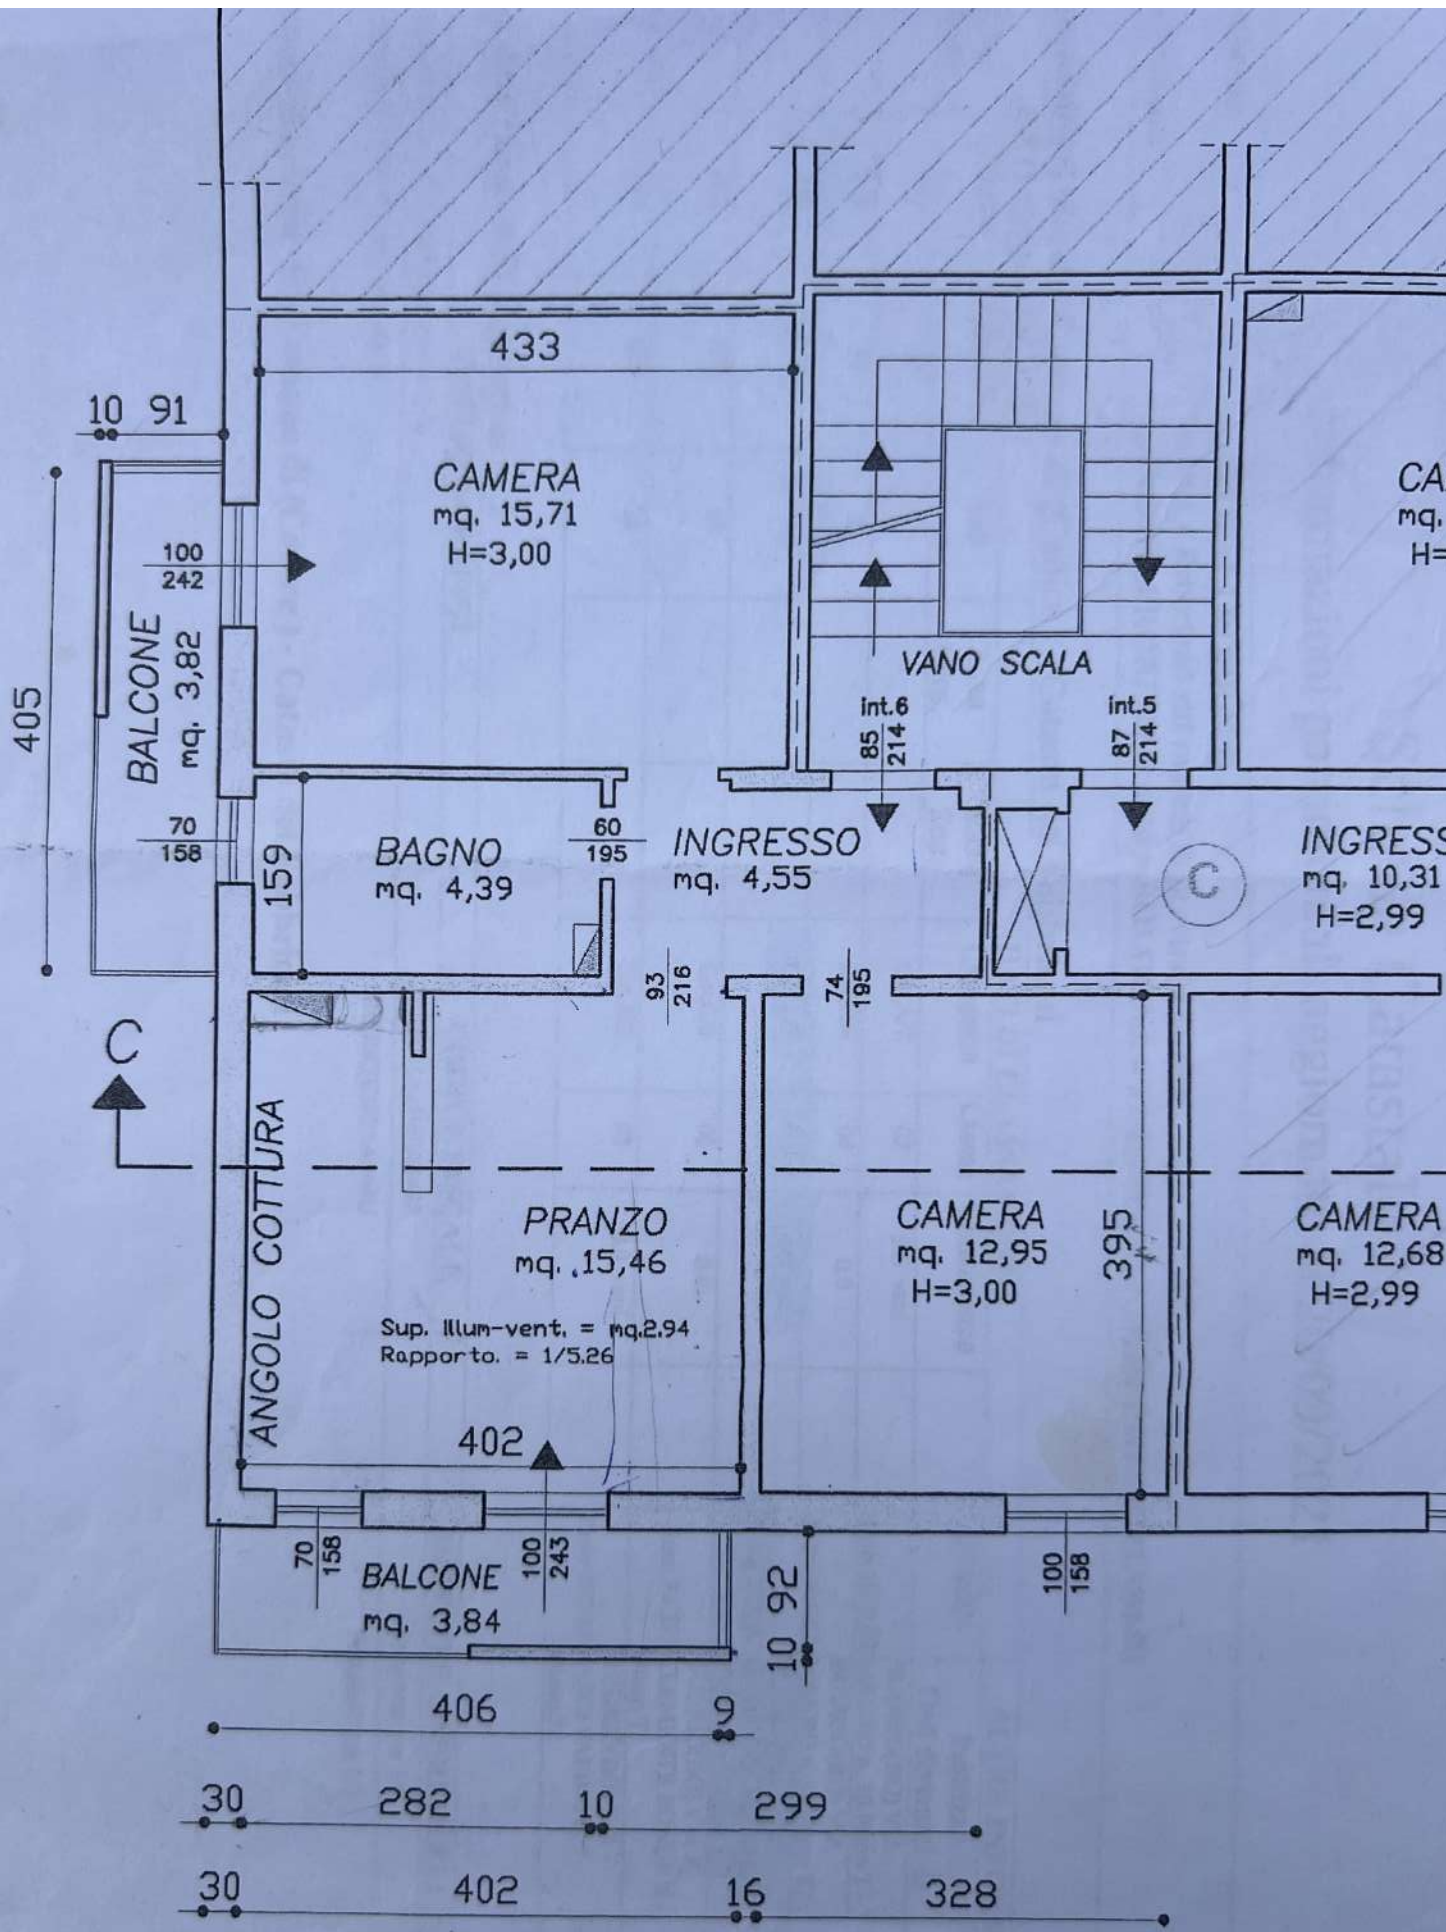 433
10 91
CAMERA
mq. 15,71
H=3,00
CA
mq.
H=
100
242
BALCONE
mq. 3,82
405
VANO SCALA
int.6
85
214
int.5
87
214
70
158
159
BAGNO
mq. 4,39
60
195
INGRESSO
mq. 4,55
C
INGRESS
mq. 10,31
H=2,99
93
216
74
195
C
ANGOLO COTTURA
PRANZO
mq. 15,46
Sup. Illum-vent. = mq.2.94
Rapporto. = 1/5.26
CAMERA
mq. 12,95
H=3,00
395
CAMERA
mq. 12,68
H=2,99
402
70
158
BALCONE
mq. 3,84
100
243
10 92
100
158
406 9
30 282 10 299
30 402 16 328